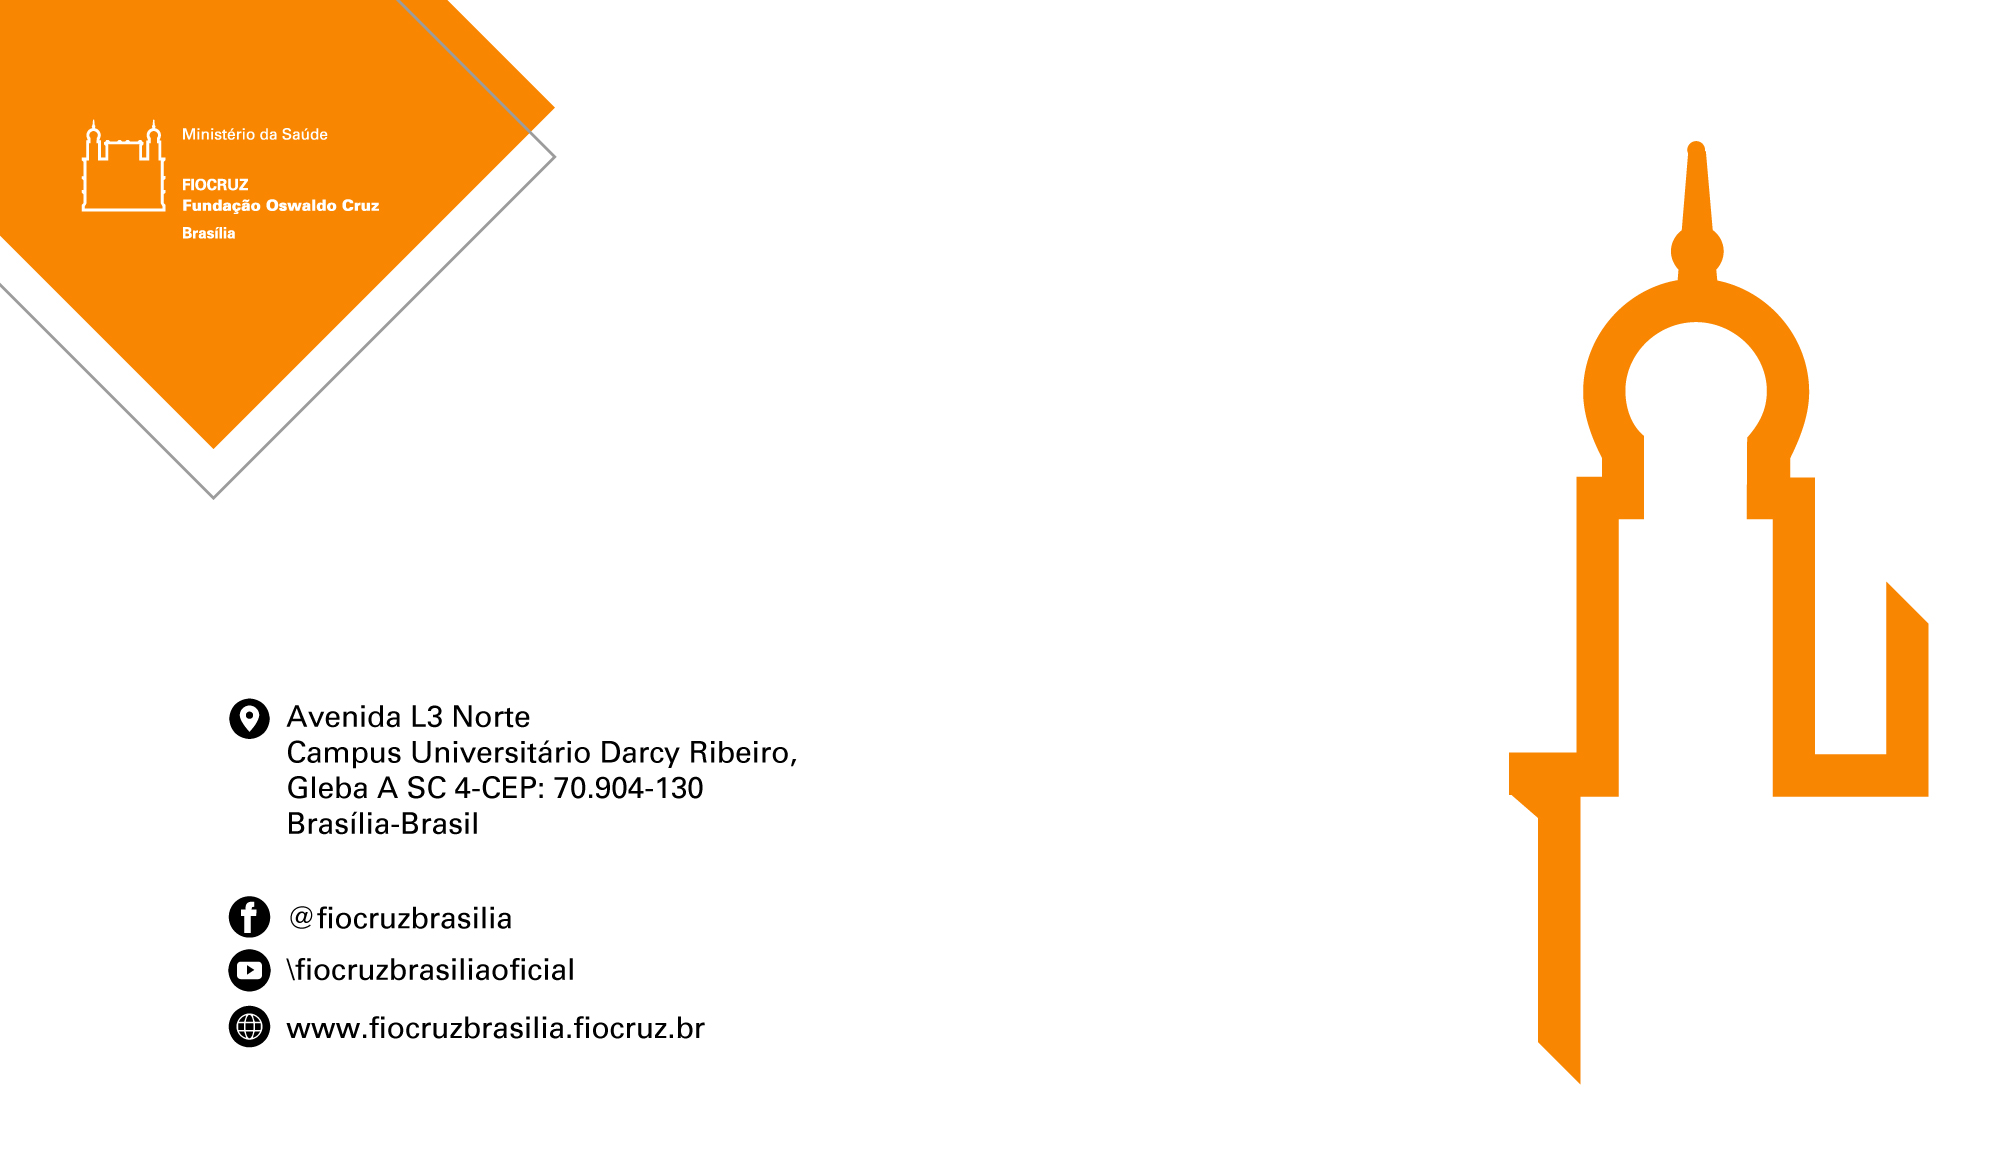 Ministério da Saúde
FIOCRUZ
Fundação Oswaldo Cruz
Brasília
Avenida L3 Norte
Campus Universitário Darcy Ribeiro,
Gleba A SC 4-CEP: 70.904-130
Brasília-Brasil
@fiocruzbrasilia
\fiocruzbrasiliaoficial
www.fiocruzbrasilia.fiocruz.br